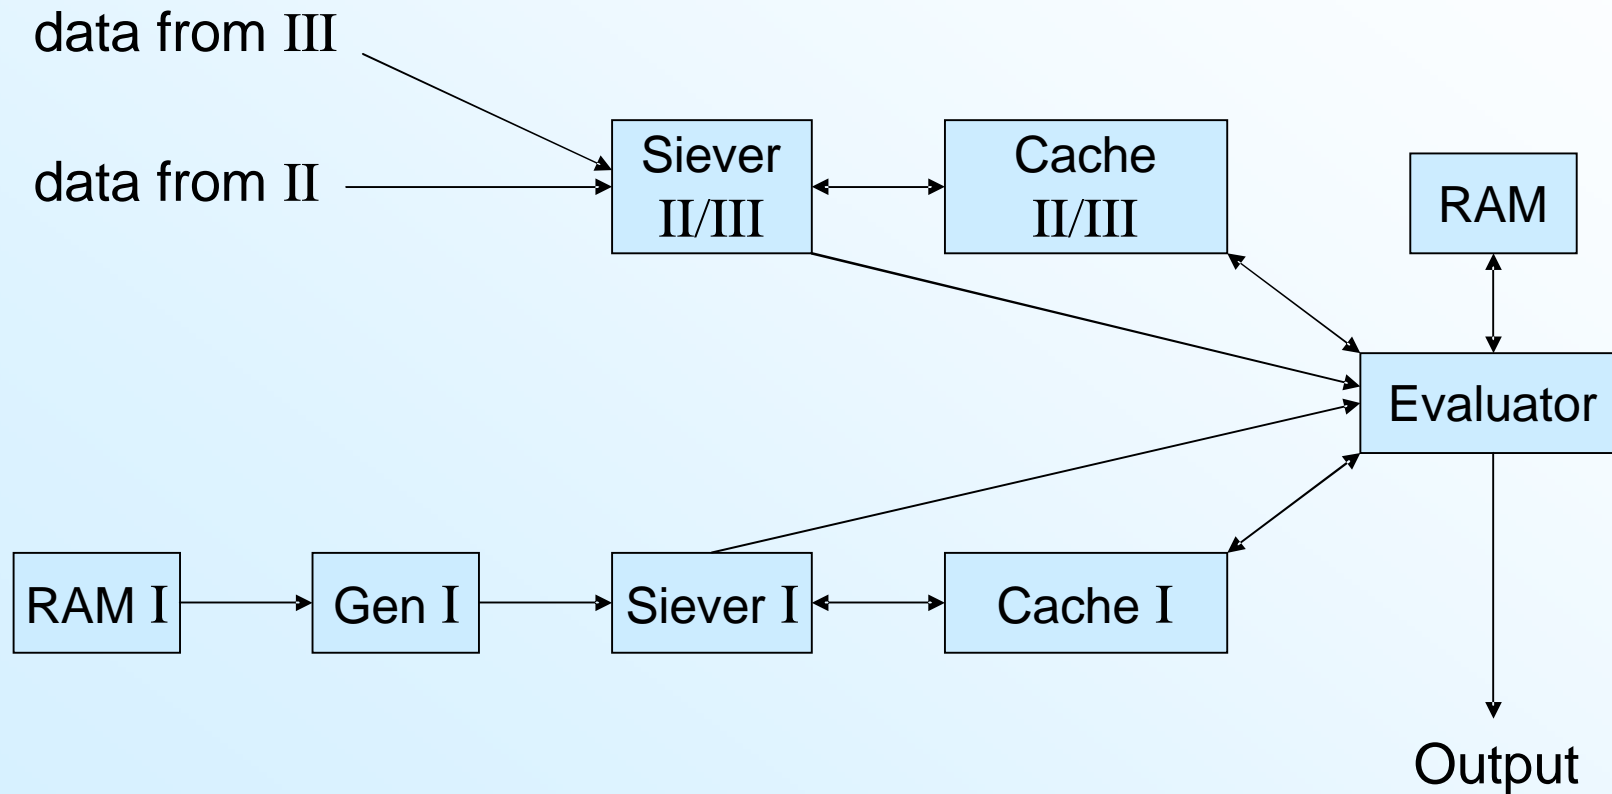 data from III
data from II
Siever
II/III
Cache
II/III
RAM
Evaluator
RAM I
Gen I
Siever I
Cache I
Output